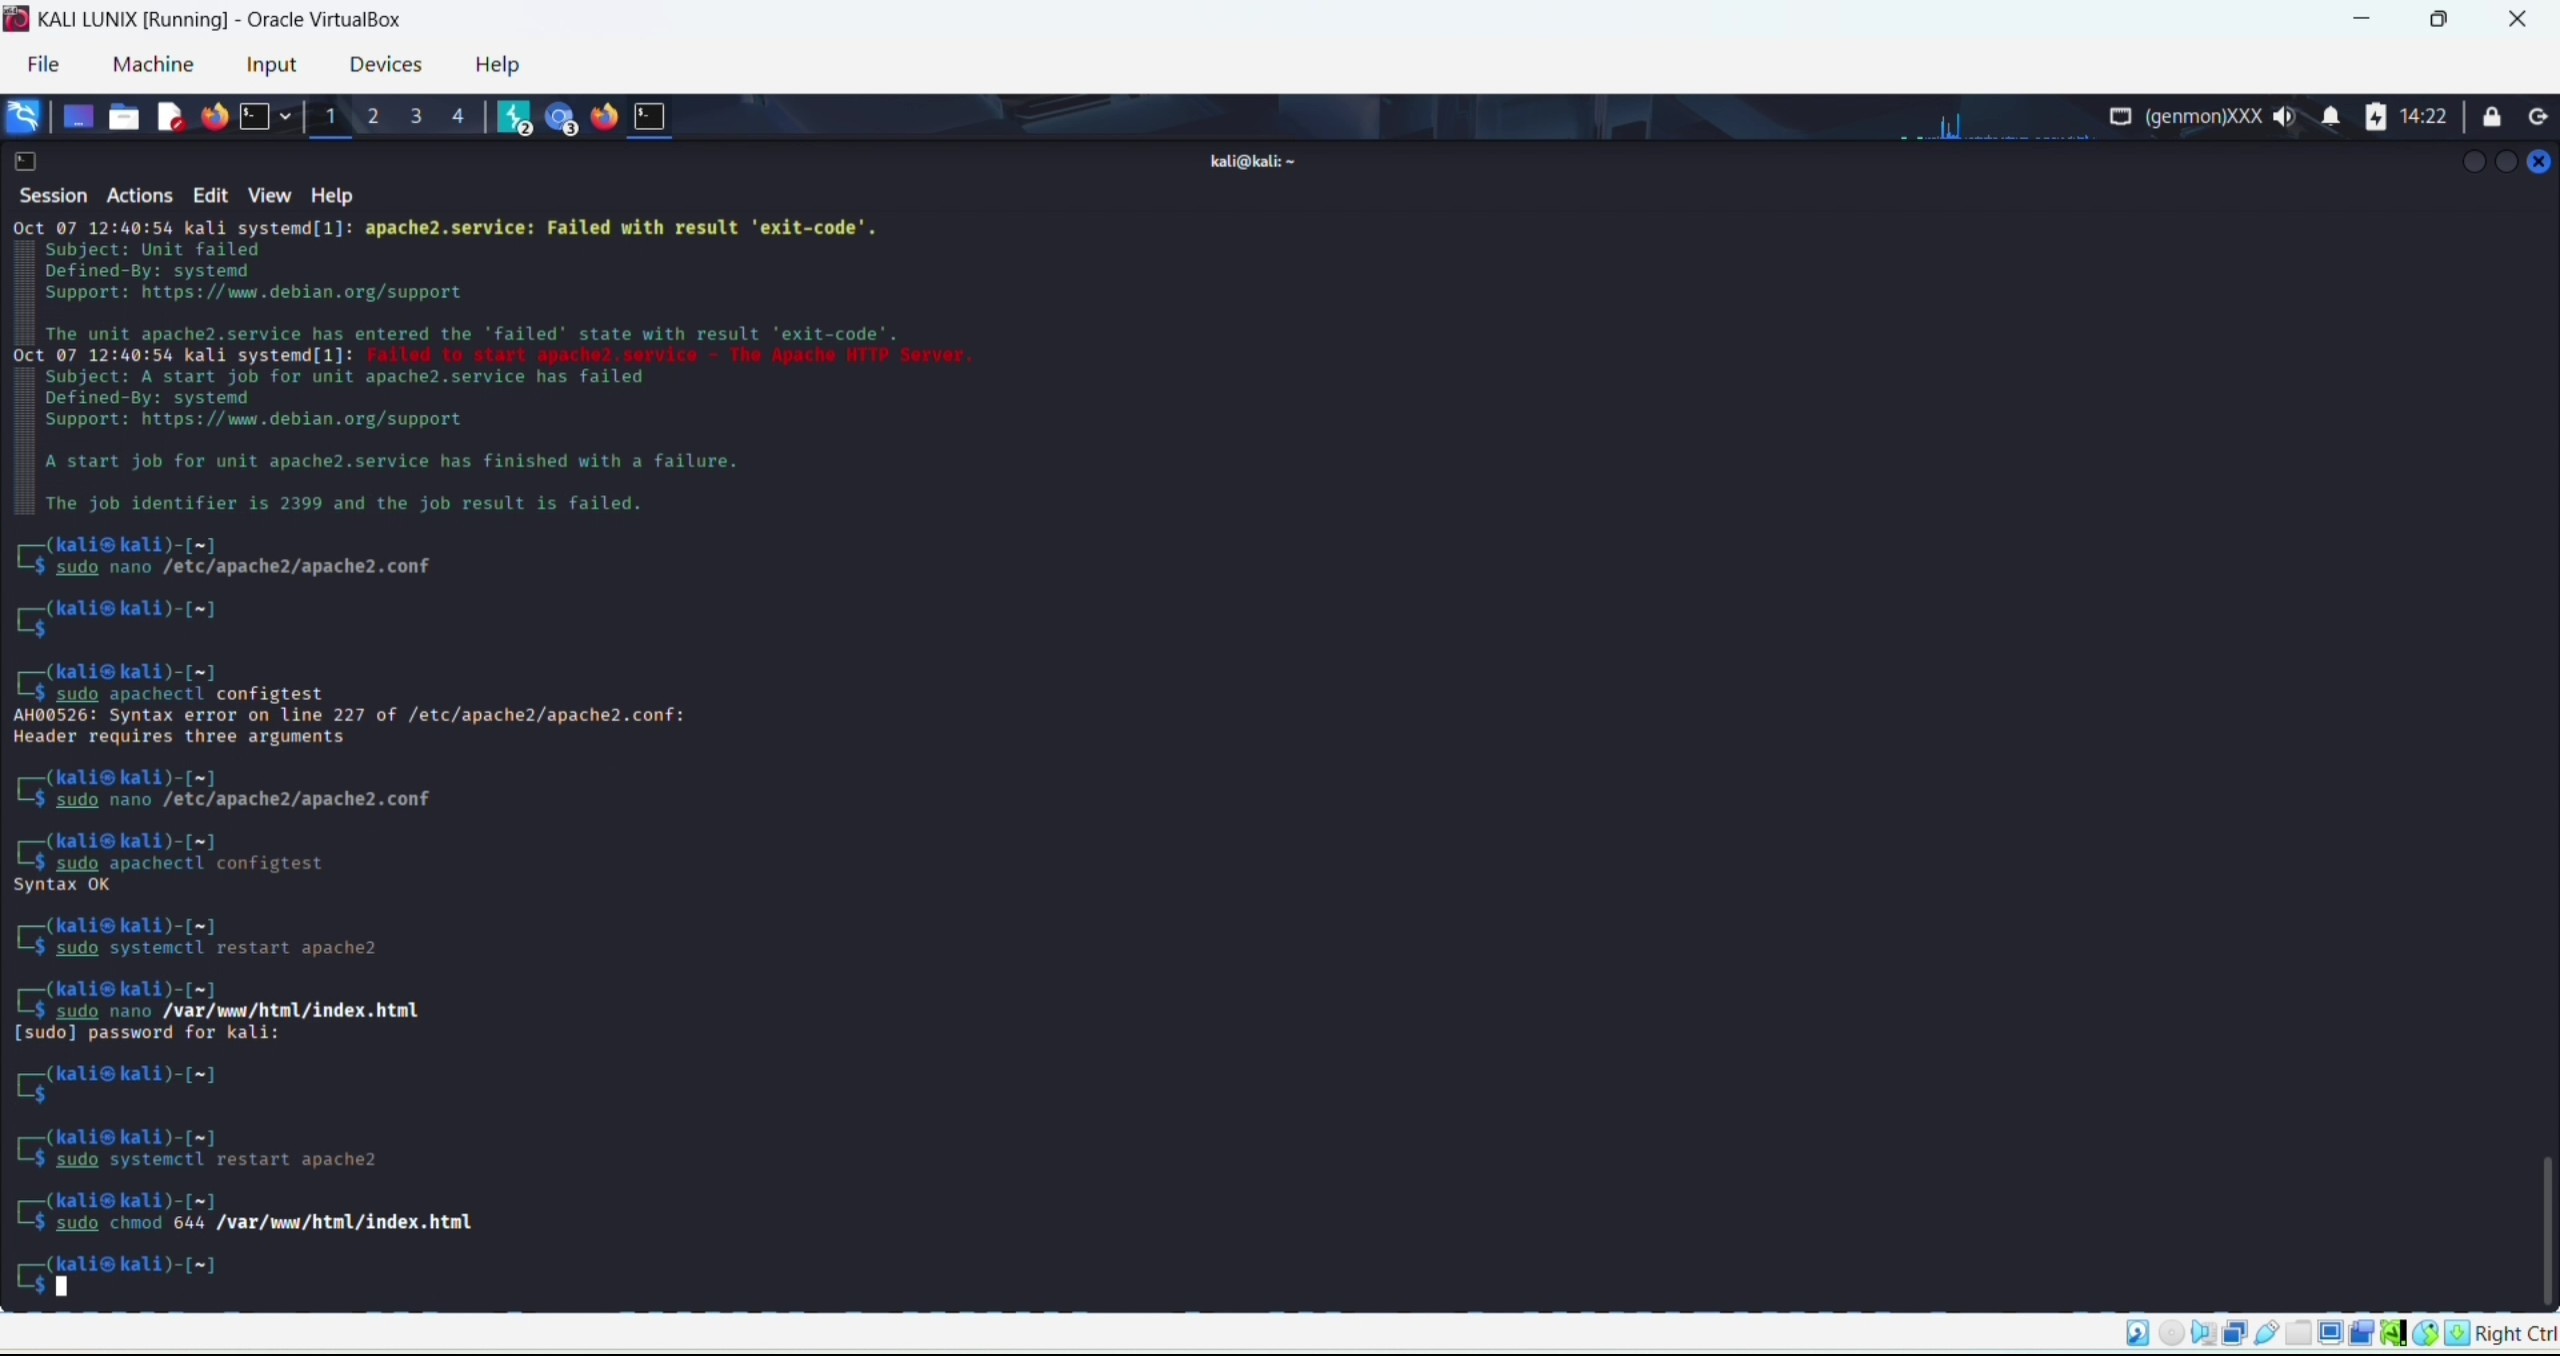 KALI LUNIX [Running] - Oracle VirtualBox
File Machine Input Devices Help
1 2 3 4 2 3 (genmon)XXX 14:22
kali@kali: ~
Session Actions Edit View Help
Oct 07 12:40:54 kali systemd[1]: apache2.service: Failed with result 'exit-code'.
Subject: Unit failed
Defined-By: systemd
Support: https://www.debian.org/support
The unit apache2.service has entered the 'failed' state with result 'exit-code'.
Oct 07 12:40:54 kali systemd[1]: Failed to start apache2.service - The Apache HTTP Server.
Subject: A start job for unit apache2.service has failed
Defined-By: systemd
Support: https://www.debian.org/support
A start job for unit apache2.service has finished with a failure.
The job identifier is 2399 and the job result is failed.
┌──(kali㉿kali)-[~]
└─$ sudo nano /etc/apache2/apache2.conf
┌──(kali㉿kali)-[~]
└─$
┌──(kali㉿kali)-[~]
└─$ sudo apachectl configtest
AH00526: Syntax error on line 227 of /etc/apache2/apache2.conf:
Header requires three arguments
┌──(kali㉿kali)-[~]
└─$ sudo nano /etc/apache2/apache2.conf
┌──(kali㉿kali)-[~]
└─$ sudo apachectl configtest
Syntax OK
┌──(kali㉿kali)-[~]
└─$ sudo systemctl restart apache2
┌──(kali㉿kali)-[~]
└─$ sudo nano /var/www/html/index.html
[sudo] password for kali:
┌──(kali㉿kali)-[~]
└─$
┌──(kali㉿kali)-[~]
└─$ sudo systemctl restart apache2
┌──(kali㉿kali)-[~]
└─$ sudo chmod 644 /var/www/html/index.html
┌──(kali㉿kali)-[~]
└─$
Right Ctrl